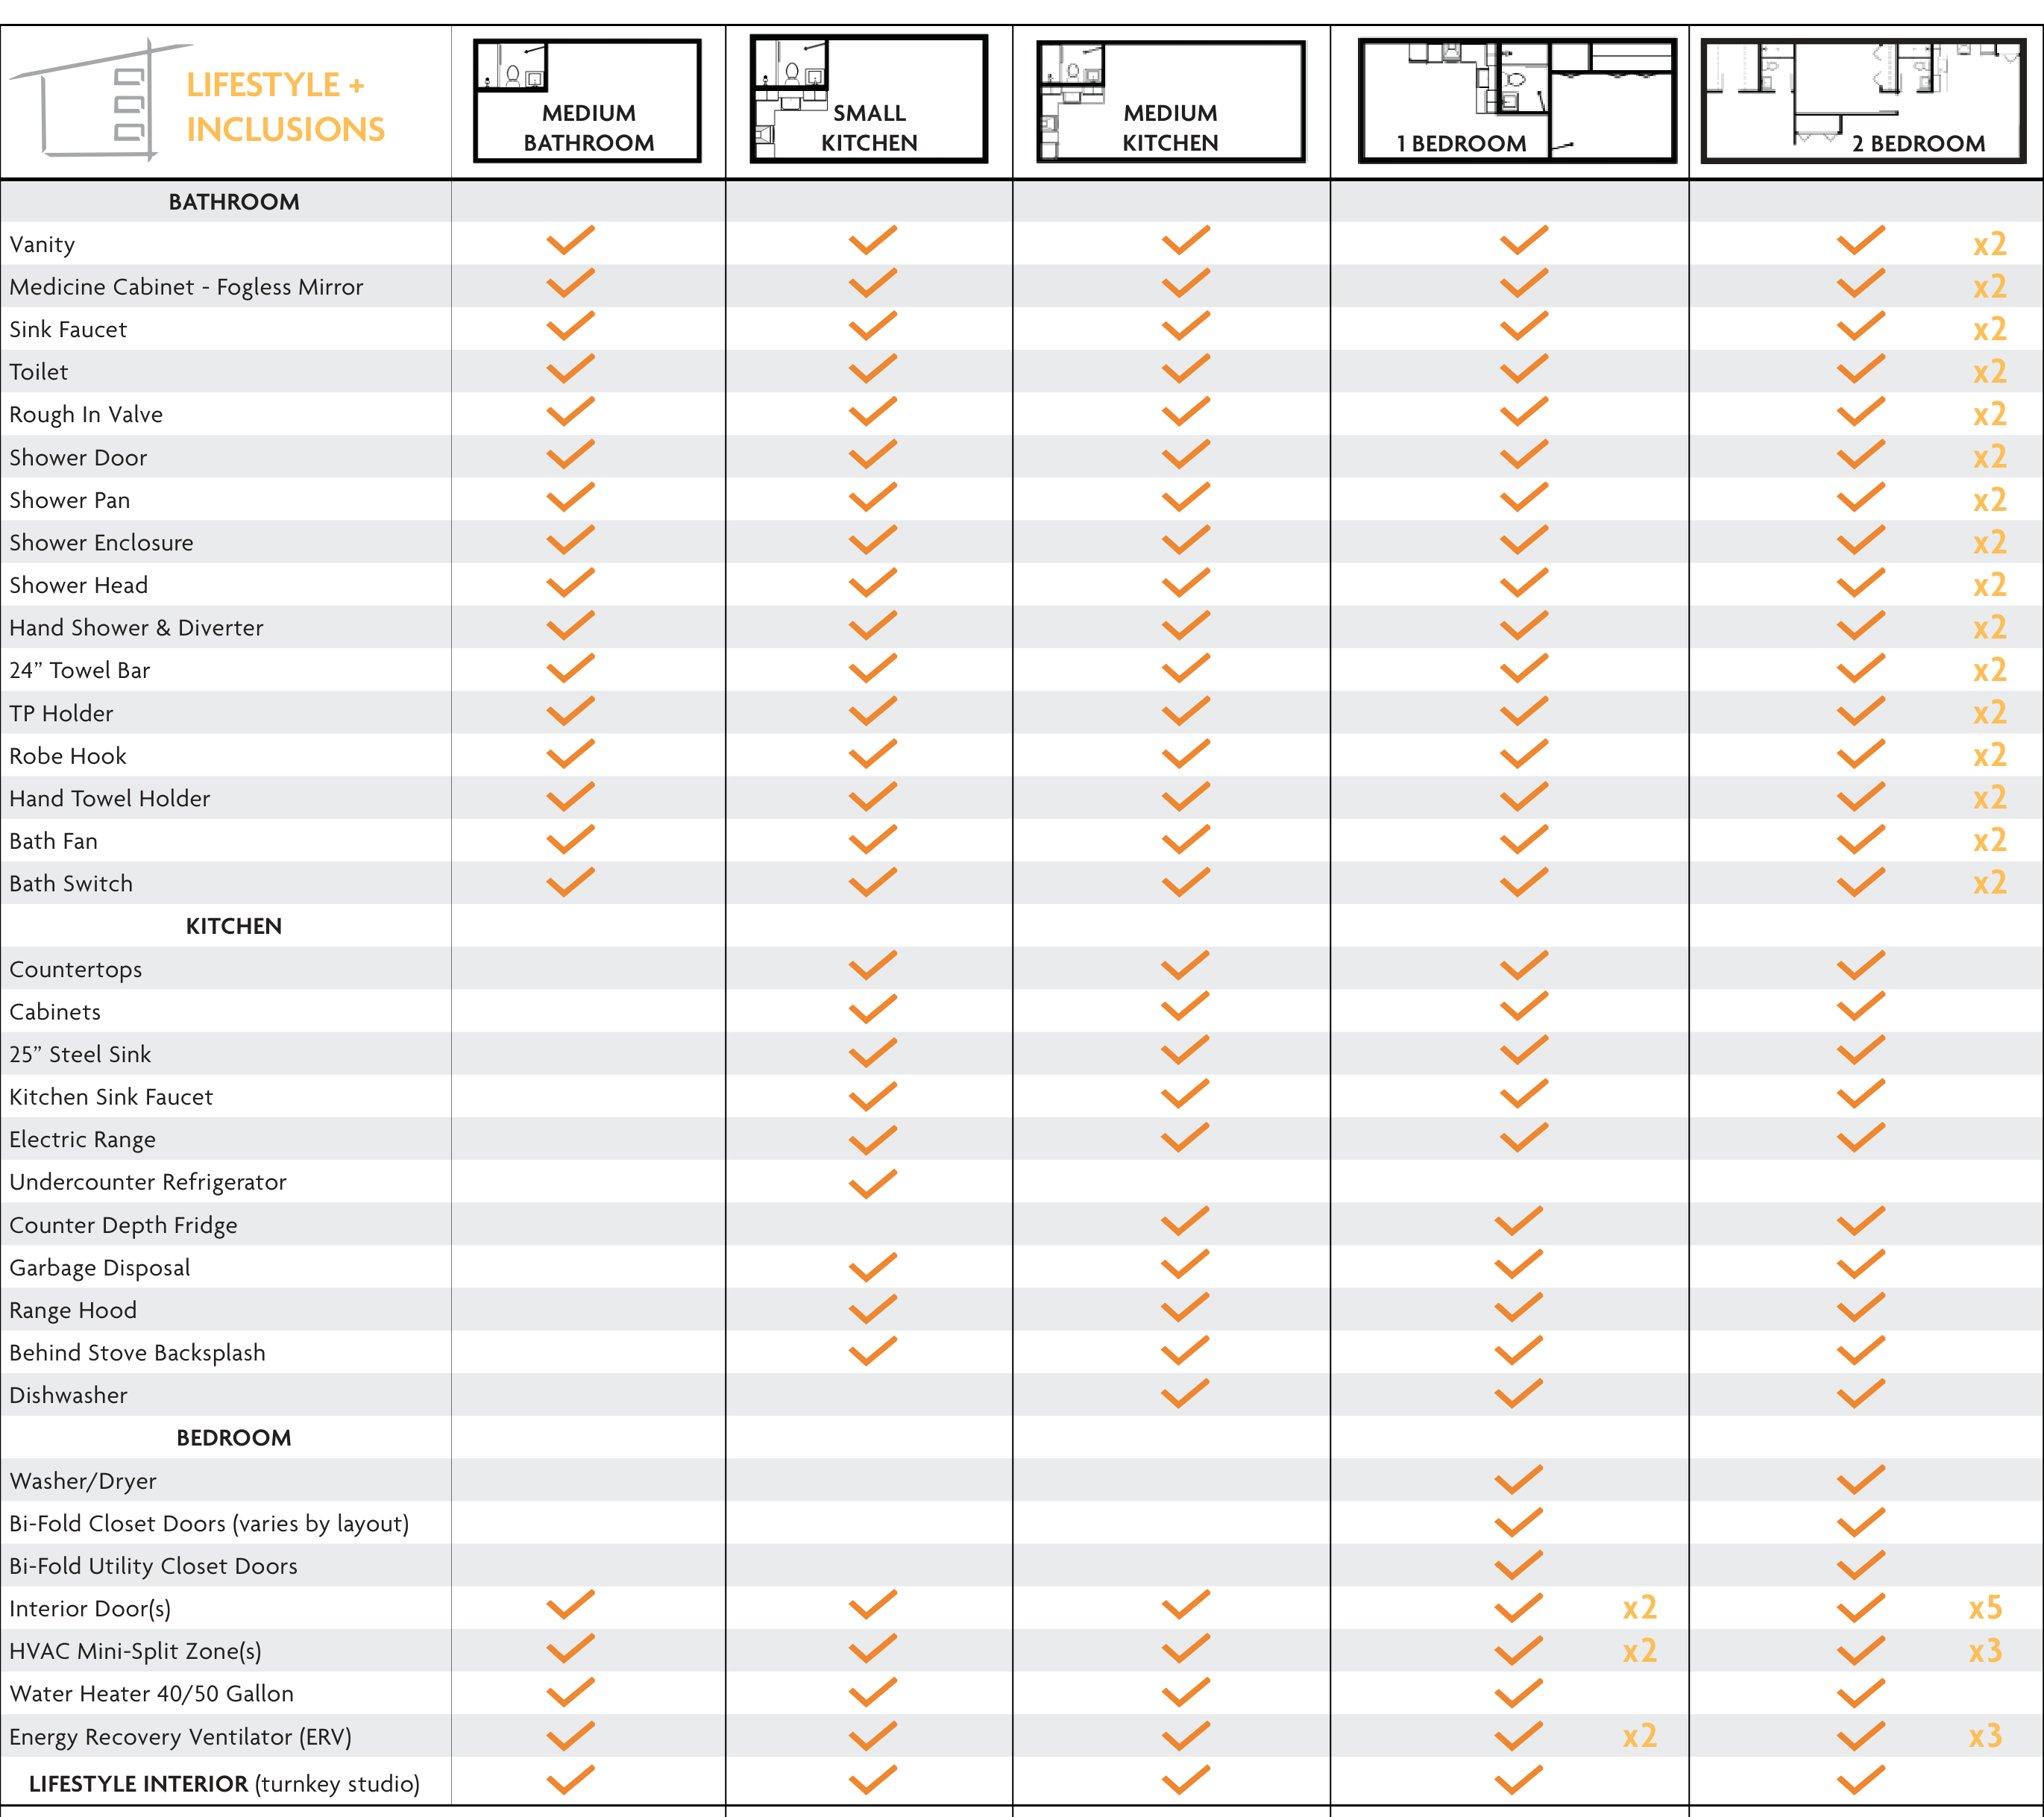 LIFESTYLE +
INCLUSIONS
MEDIUM
BATHROOM
SMALL
KITCHEN
MEDIUM
KITCHEN
1 BEDROOM
2 BEDROOM
BATHROOM
Vanity x2
Medicine Cabinet - Fogless Mirror x2
Sink Faucet x2
Toilet x2
Rough In Valve x2
Shower Door x2
Shower Pan x2
Shower Enclosure x2
Shower Head x2
Hand Shower & Diverter x2
24” Towel Bar x2
TP Holder x2
Robe Hook x2
Hand Towel Holder x2
Bath Fan x2
Bath Switch x2
KITCHEN
Countertops
Cabinets
25” Steel Sink
Kitchen Sink Faucet
Electric Range
Undercounter Refrigerator
Counter Depth Fridge
Garbage Disposal
Range Hood
Behind Stove Backsplash
Dishwasher
BEDROOM
Washer/Dryer
Bi-Fold Closet Doors (varies by layout)
Bi-Fold Utility Closet Doors
Interior Door(s) x2 x5
HVAC Mini-Split Zone(s) x2 x3
Water Heater 40/50 Gallon
Energy Recovery Ventilator (ERV) x2 x3
LIFESTYLE INTERIOR (turnkey studio)